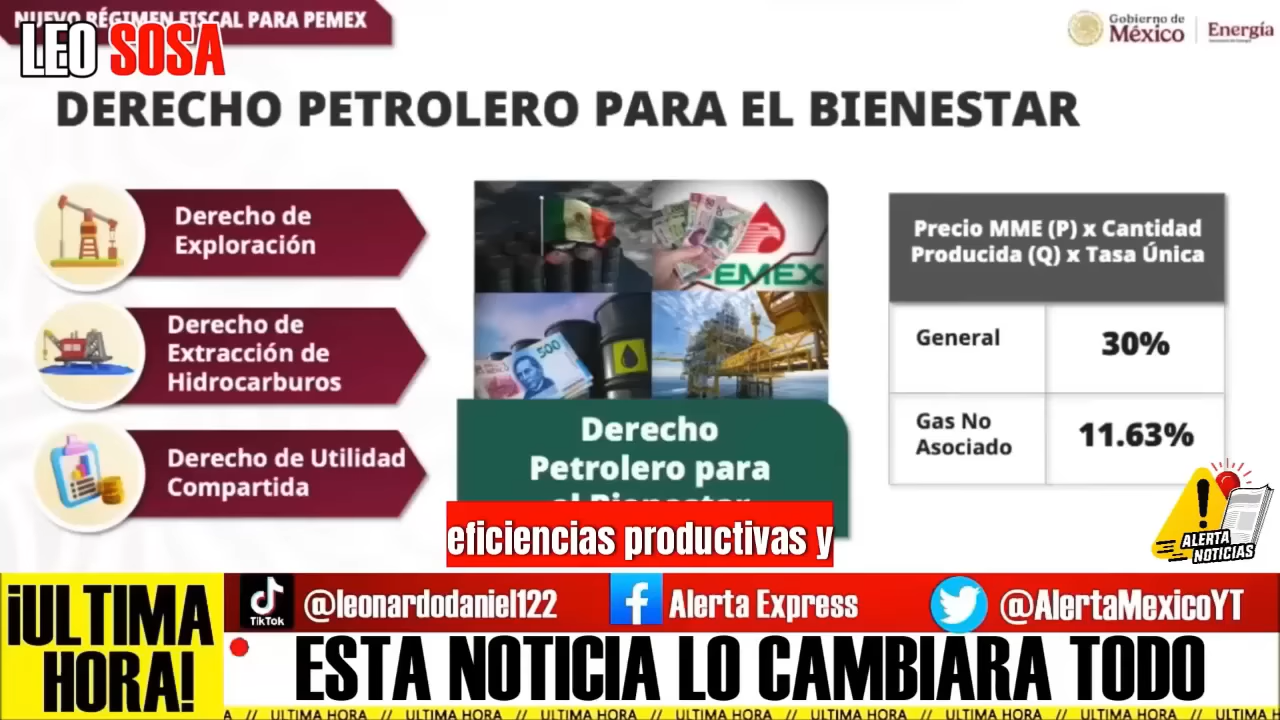 NUEVO RÉGIMEN FISCAL PARA PEMEX
LEO SOSA
Gobierno de
México
Energía
DERECHO PETROLERO PARA EL BIENESTAR
Derecho de
Exploración
Derecho de
Extracción de
Hidrocarburos
Derecho de Utilidad
Compartida
PEMEX
500
Derecho
Petrolero para
el Bienestar
Precio MME (P) x Cantidad
Producida (Q) x Tasa Única
General
30%
Gas No
Asociado
11.63%
eficiencias productivas y
ALERTA
NOTICIAS
¡ULTIMA
HORA!
TikTok
@leonardodaniel122
Alerta Express
@AlertaMexicoYT
ESTA NOTICIA LO CAMBIARA TODO
A // ULTIMA HORA // ULTIMA HORA // ULTIMA HORA // ULTIMA HORA // ULTIMA HORA // ULTIMA HORA // ULTIMA HORA // U